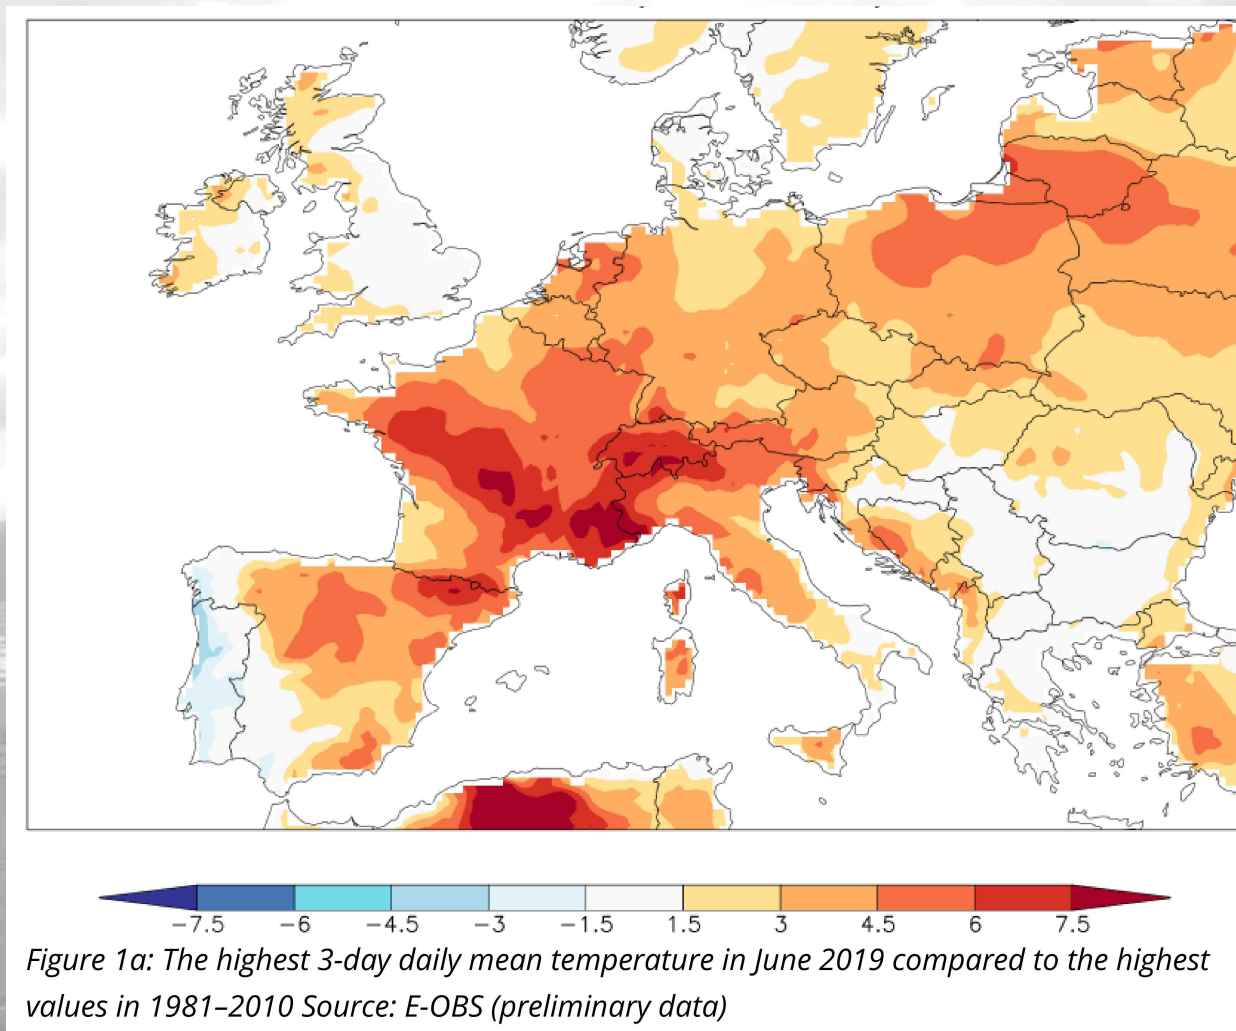 −7.5 −6 −4.5 −3 −1.5 1.5 3 4.5 6 7.5
Figure 1a: The highest 3-day daily mean temperature in June 2019 compared to the highest
values in 1981–2010 Source: E-OBS (preliminary data)